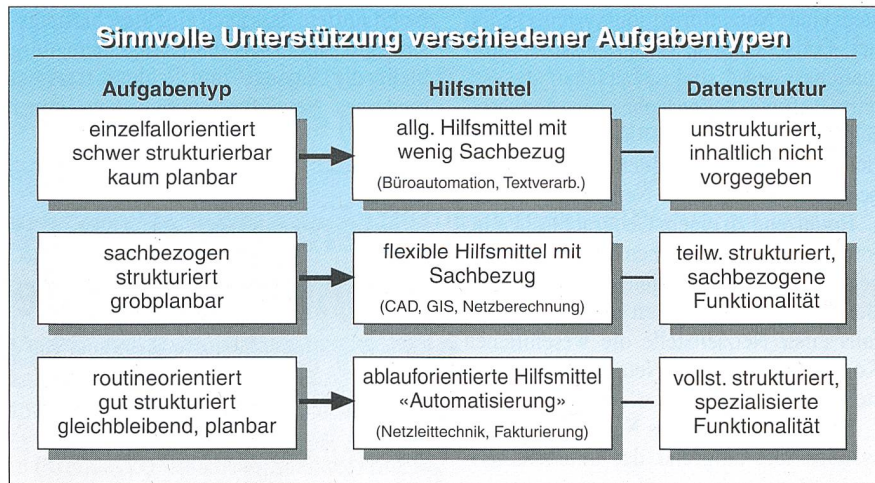 Sinnvolle Unterstützung verschiedener Aufgabentypen
Aufgabentyp
Hilfsmittel
Datenstruktur
einzelfallorientiert
schwer strukturierbar
kaum planbar
allg. Hilfsmittel mit
wenig Sachbezug
(Büroautomation, Textverarb.)
unstrukturiert,
inhaltlich nicht
vorgegeben
sachbezogen
strukturiert
grobplanbar
flexible Hilfsmittel mit
Sachbezug
(CAD, GIS, Netzberechnung)
teilw. strukturiert,
sachbezogene
Funktionalität
routineorientiert
gut strukturiert
gleichbleibend, planbar
ablauforientierte Hilfsmittel
«Automatisierung»
(Netzleittechnik, Fakturierung)
vollst. strukturiert,
spezialisierte
Funktionalität